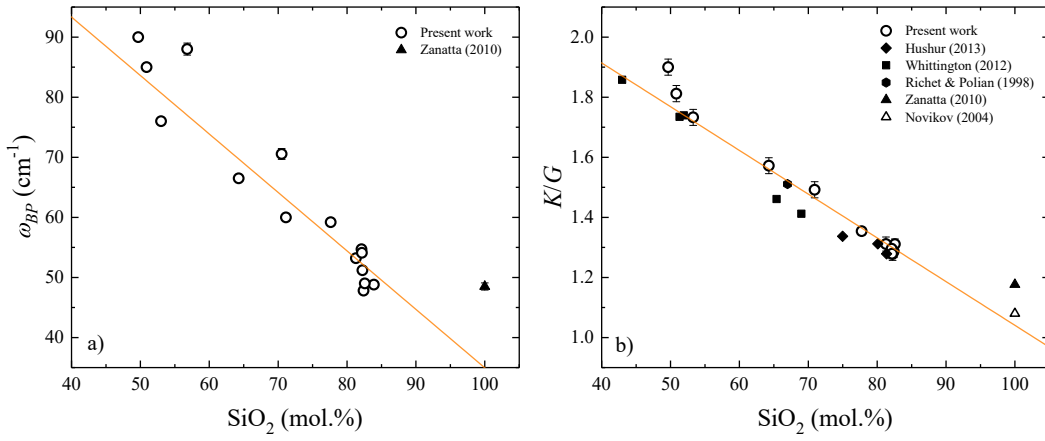 90
80
70
60
50
40
ω_BP (cm⁻¹)
Present work
Zanatta (2010)
a)
40 50 60 70 80 90 100
SiO₂ (mol.%)
2.0
1.8
1.6
1.4
1.2
1.0
K/G
Present work
Hushur (2013)
Whittington (2012)
Richet & Polian (1998)
Zanatta (2010)
Novikov (2004)
b)
40 50 60 70 80 90 100
SiO₂ (mol.%)